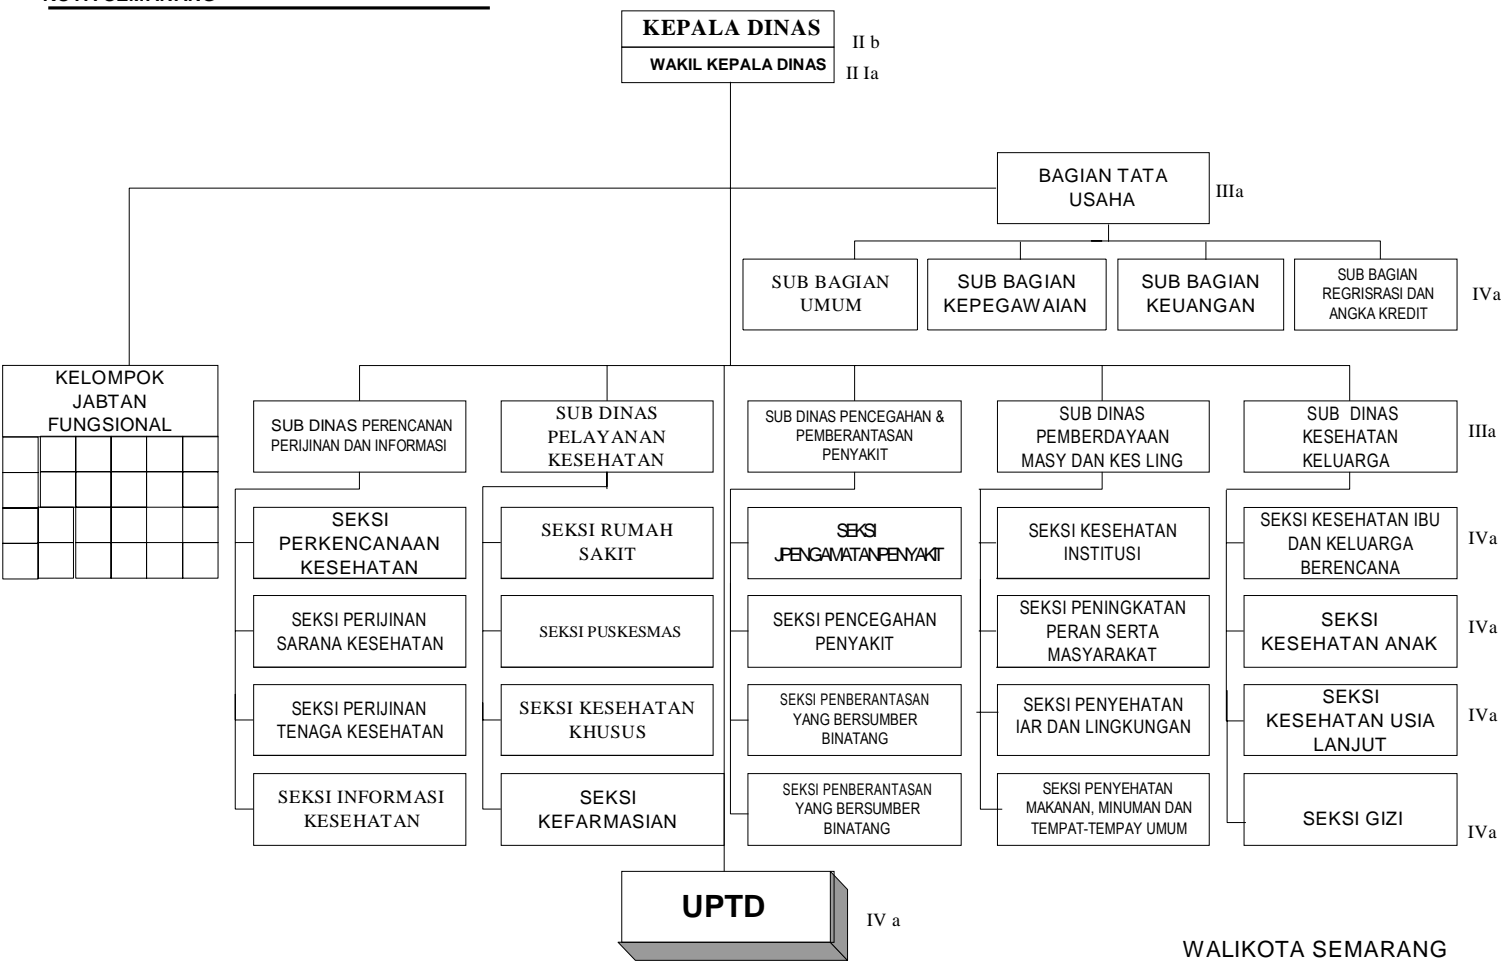 KEPALA DINAS
II b
WAKIL KEPALA DINAS
II Ia
BAGIAN TATA
USAHA
IIIa
SUB BAGIAN
UMUM
SUB BAGIAN
KEPEGAWAIAN
SUB BAGIAN
KEUANGAN
SUB BAGIAN
REGRISRASI DAN
ANGKA KREDIT
IVa
KELOMPOK
JABTAN
FUNGSIONAL
SUB DINAS PERENCANAN
PERIJINAN DAN INFORMASI
SUB DINAS
PELAYANAN
KESEHATAN
SUB DINAS PENCEGAHAN &
PEMBERANTASAN
PENYAKIT
SUB DINAS
PEMBERDAYAAN
MASY DAN KES LING
SUB DINAS
KESEHATAN
KELUARGA
IIIa
SEKSI
PERKENCANAAN
KESEHATAN
SEKSI RUMAH
SAKIT
SEKSI
JPENGAMATANPENYAKIT
SEKSI KESEHATAN
INSTITUSI
SEKSI KESEHATAN IBU
DAN KELUARGA
BERENCANA
IVa
SEKSI PERIJINAN
SARANA KESEHATAN
SEKSI PUSKESMAS
SEKSI PENCEGAHAN
PENYAKIT
SEKSI PENINGKATAN
PERAN SERTA
MASYARAKAT
SEKSI
KESEHATAN ANAK
IVa
SEKSI PERIJINAN
TENAGA KESEHATAN
SEKSI KESEHATAN
KHUSUS
SEKSI PENBERANTASAN
YANG BERSUMBER
BINATANG
SEKSI PENYEHATAN
IAR DAN LINGKUNGAN
SEKSI
KESEHATAN USIA
LANJUT
IVa
SEKSI INFORMASI
KESEHATAN
SEKSI
KEFARMASIAN
SEKSI PENBERANTASAN
YANG BERSUMBER
BINATANG
SEKSI PENYEHATAN
MAKANAN, MINUMAN DAN
TEMPAT-TEMPAY UMUM
SEKSI GIZI
IVa
UPTD
IV a
WALIKOTA SEMARANG